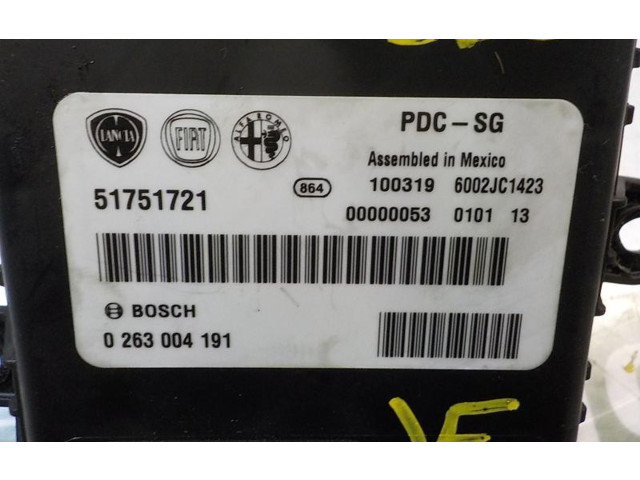 LANCIA FIAT ALFA ROMEO
PDC-SG
Assembled in Mexico
51751721
864
100319 6002JC1423
00000053 0101 13
BOSCH
0 263 004 191